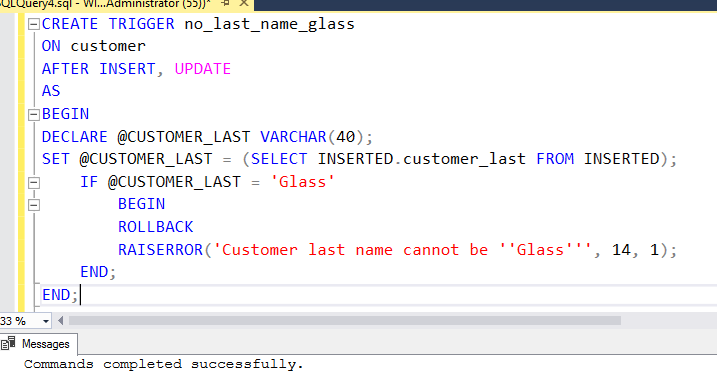 SQLQuery4.sql - WI...Administrator (55))*
CREATE TRIGGER no_last_name_glass
ON customer
AFTER INSERT, UPDATE
AS
BEGIN
DECLARE @CUSTOMER_LAST VARCHAR(40);
SET @CUSTOMER_LAST = (SELECT INSERTED.customer_last FROM INSERTED);
IF @CUSTOMER_LAST = 'Glass'
BEGIN
ROLLBACK
RAISERROR('Customer last name cannot be ''Glass''', 14, 1);
END;
END;
33 %
Messages
Commands completed successfully.